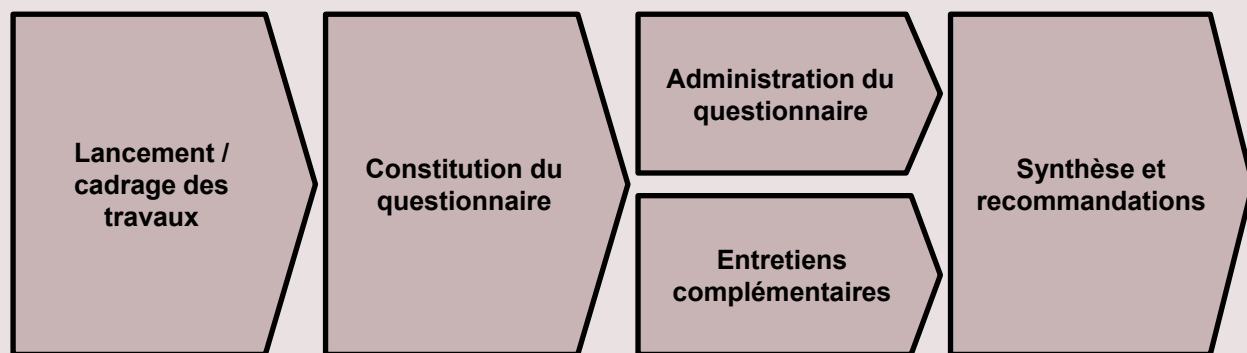 Lancement /
cadrage des
travaux
Constitution du
questionnaire
Administration du
questionnaire
Entretiens
complémentaires
Synthèse et
recommandations